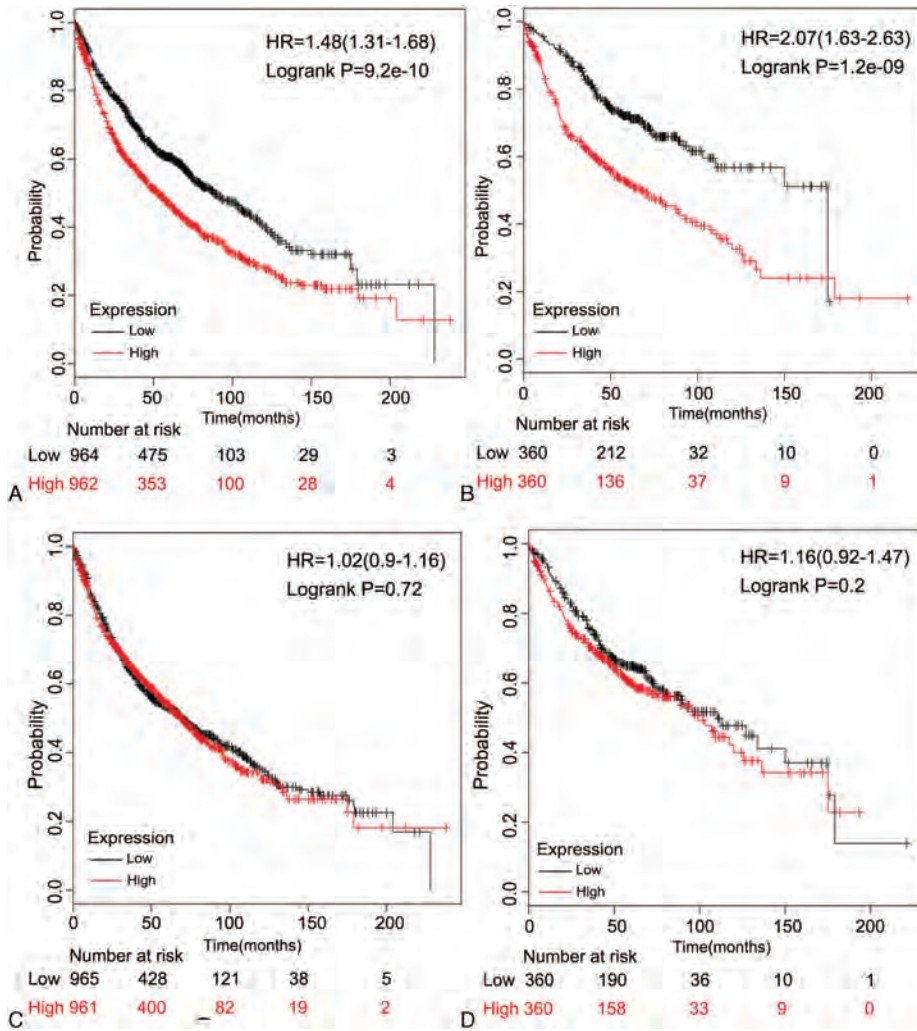 HR=1.48(1.31-1.68)
Logrank P=9.2e-10
Probability
1.0
0.8
0.6
0.4
0.2
0.0
Expression
Low
High
0 50 100 150 200
Time(months)
Number at risk
Low 964 475 103 29 3
High 962 353 100 28 4
A
HR=2.07(1.63-2.63)
Logrank P=1.2e-09
Probability
1.0
0.8
0.6
0.4
0.2
0.0
Expression
Low
High
0 50 100 150 200
Time(months)
Number at risk
Low 360 212 32 10 0
High 360 136 37 9 1
B
HR=1.02(0.9-1.16)
Logrank P=0.72
Probability
1.0
0.8
0.6
0.4
0.2
0.0
Expression
Low
High
0 50 100 150 200
Time(months)
Number at risk
Low 965 428 121 38 5
High 961 400 82 19 2
C
HR=1.16(0.92-1.47)
Logrank P=0.2
Probability
1.0
0.8
0.6
0.4
0.2
0.0
Expression
Low
High
0 50 100 150 200
Time(months)
Number at risk
Low 360 190 36 10 1
High 360 158 33 9 0
D